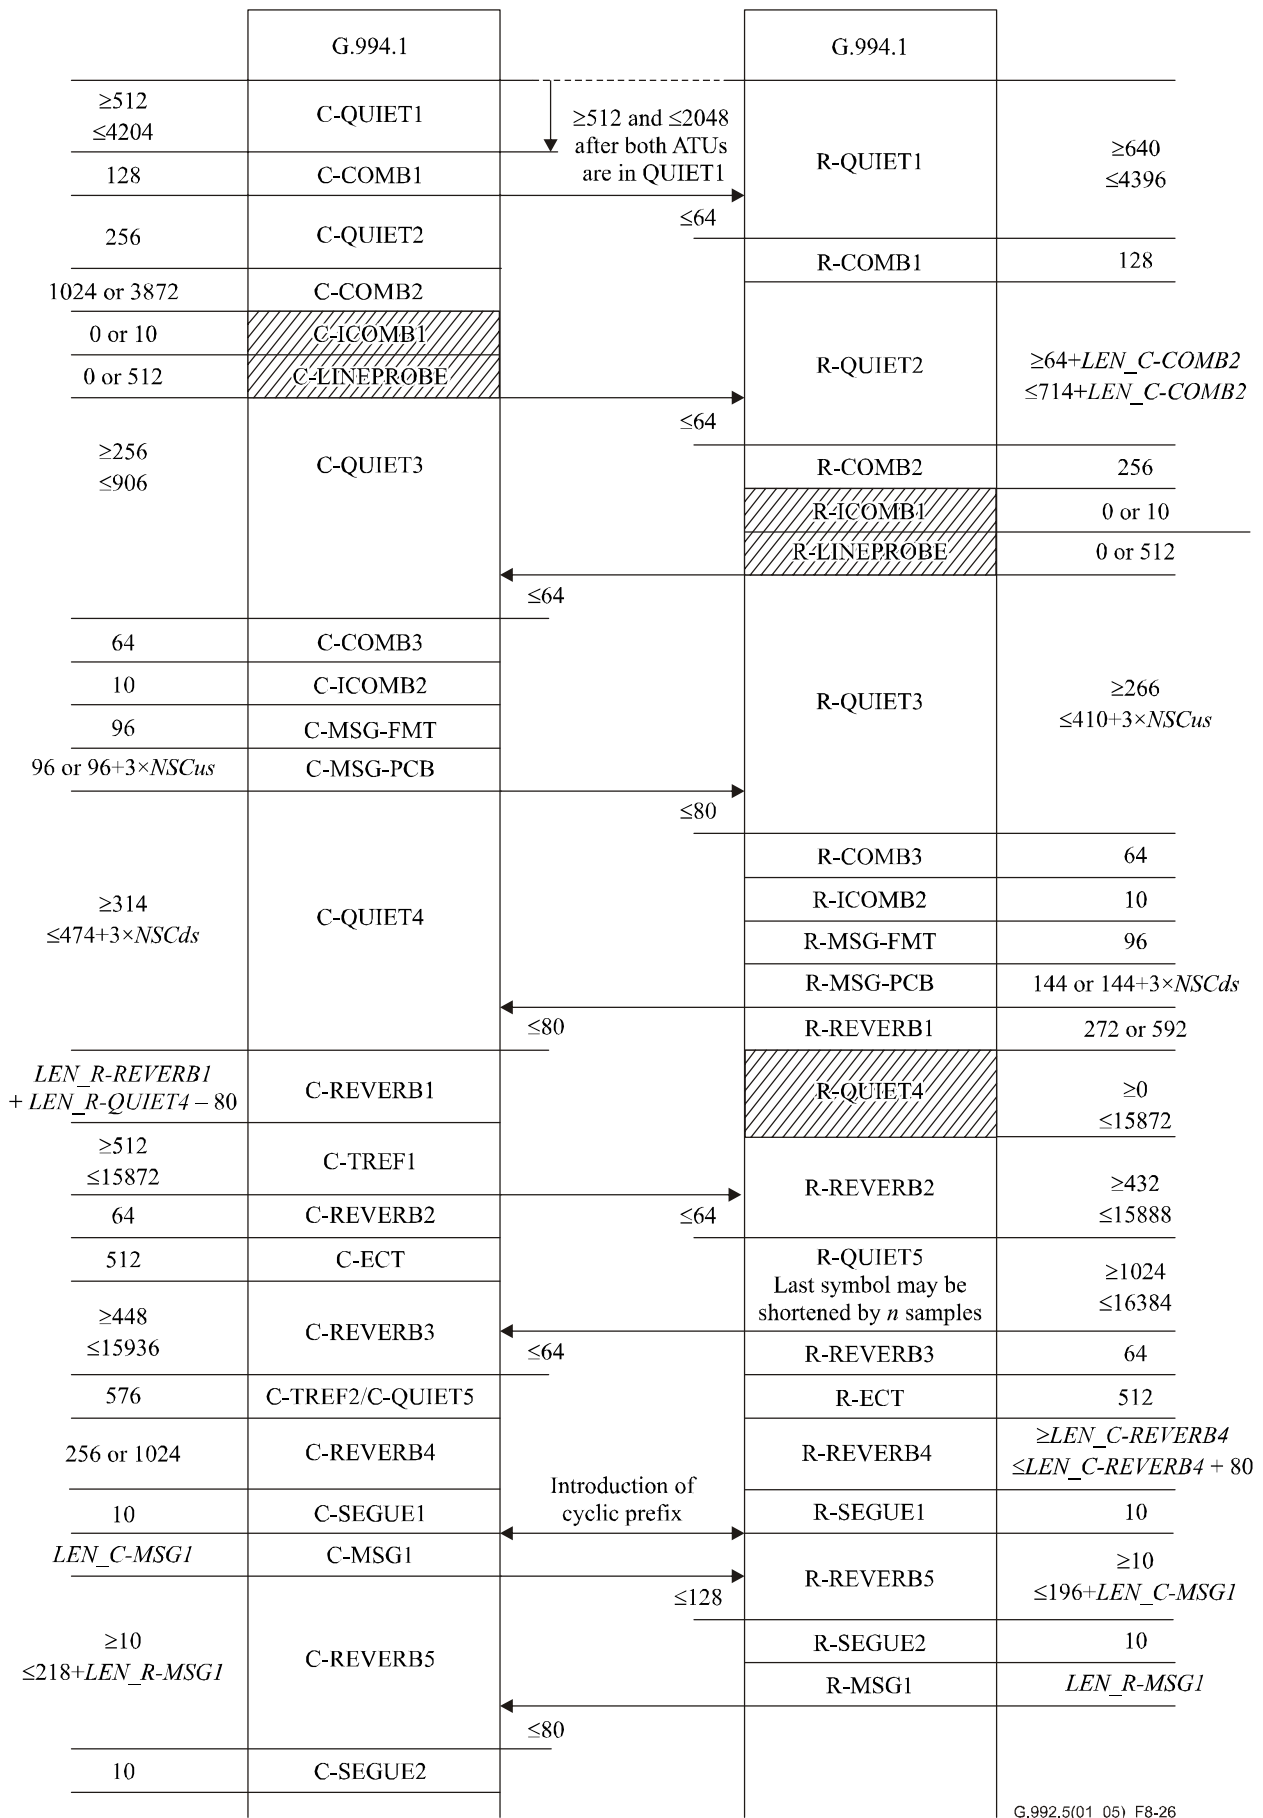 G.994.1
G.994.1
≥512
≤4204
C-QUIET1
≥512 and ≤2048
after both ATUs
are in QUIET1
R-QUIET1
≥640
≤4396
128
C-COMB1
≤64
256
C-QUIET2
R-COMB1
128
1024 or 3872
C-COMB2
0 or 10
C-ICOMB1
0 or 512
C-LINEPROBE
R-QUIET2
≥64+LEN_C-COMB2
≤714+LEN_C-COMB2
≤64
≥256
≤906
C-QUIET3
R-COMB2
256
R-ICOMB1
0 or 10
R-LINEPROBE
0 or 512
≤64
64
C-COMB3
10
C-ICOMB2
R-QUIET3
≥266
≤410+3×NSCus
96
C-MSG-FMT
96 or 96+3×NSCus
C-MSG-PCB
≤80
R-COMB3
64
≥314
≤474+3×NSCds
C-QUIET4
R-ICOMB2
10
R-MSG-FMT
96
R-MSG-PCB
144 or 144+3×NSCds
≤80
R-REVERB1
272 or 592
LEN_R-REVERB1
+ LEN_R-QUIET4 – 80
C-REVERB1
R-QUIET4
≥0
≤15872
≥512
≤15872
C-TREF1
R-REVERB2
≥432
≤15888
64
C-REVERB2
≤64
512
C-ECT
R-QUIET5
Last symbol may be
shortened by n samples
≥1024
≤16384
≥448
≤15936
C-REVERB3
≤64
R-REVERB3
64
576
C-TREF2/C-QUIET5
R-ECT
512
256 or 1024
C-REVERB4
R-REVERB4
≥LEN_C-REVERB4
≤LEN_C-REVERB4 + 80
Introduction of
cyclic prefix
10
C-SEGUE1
R-SEGUE1
10
LEN_C-MSG1
C-MSG1
R-REVERB5
≥10
≤196+LEN_C-MSG1
≤128
≥10
≤218+LEN_R-MSG1
C-REVERB5
R-SEGUE2
10
R-MSG1
LEN_R-MSG1
≤80
10
C-SEGUE2
G.992.5(01_05)_F8-26